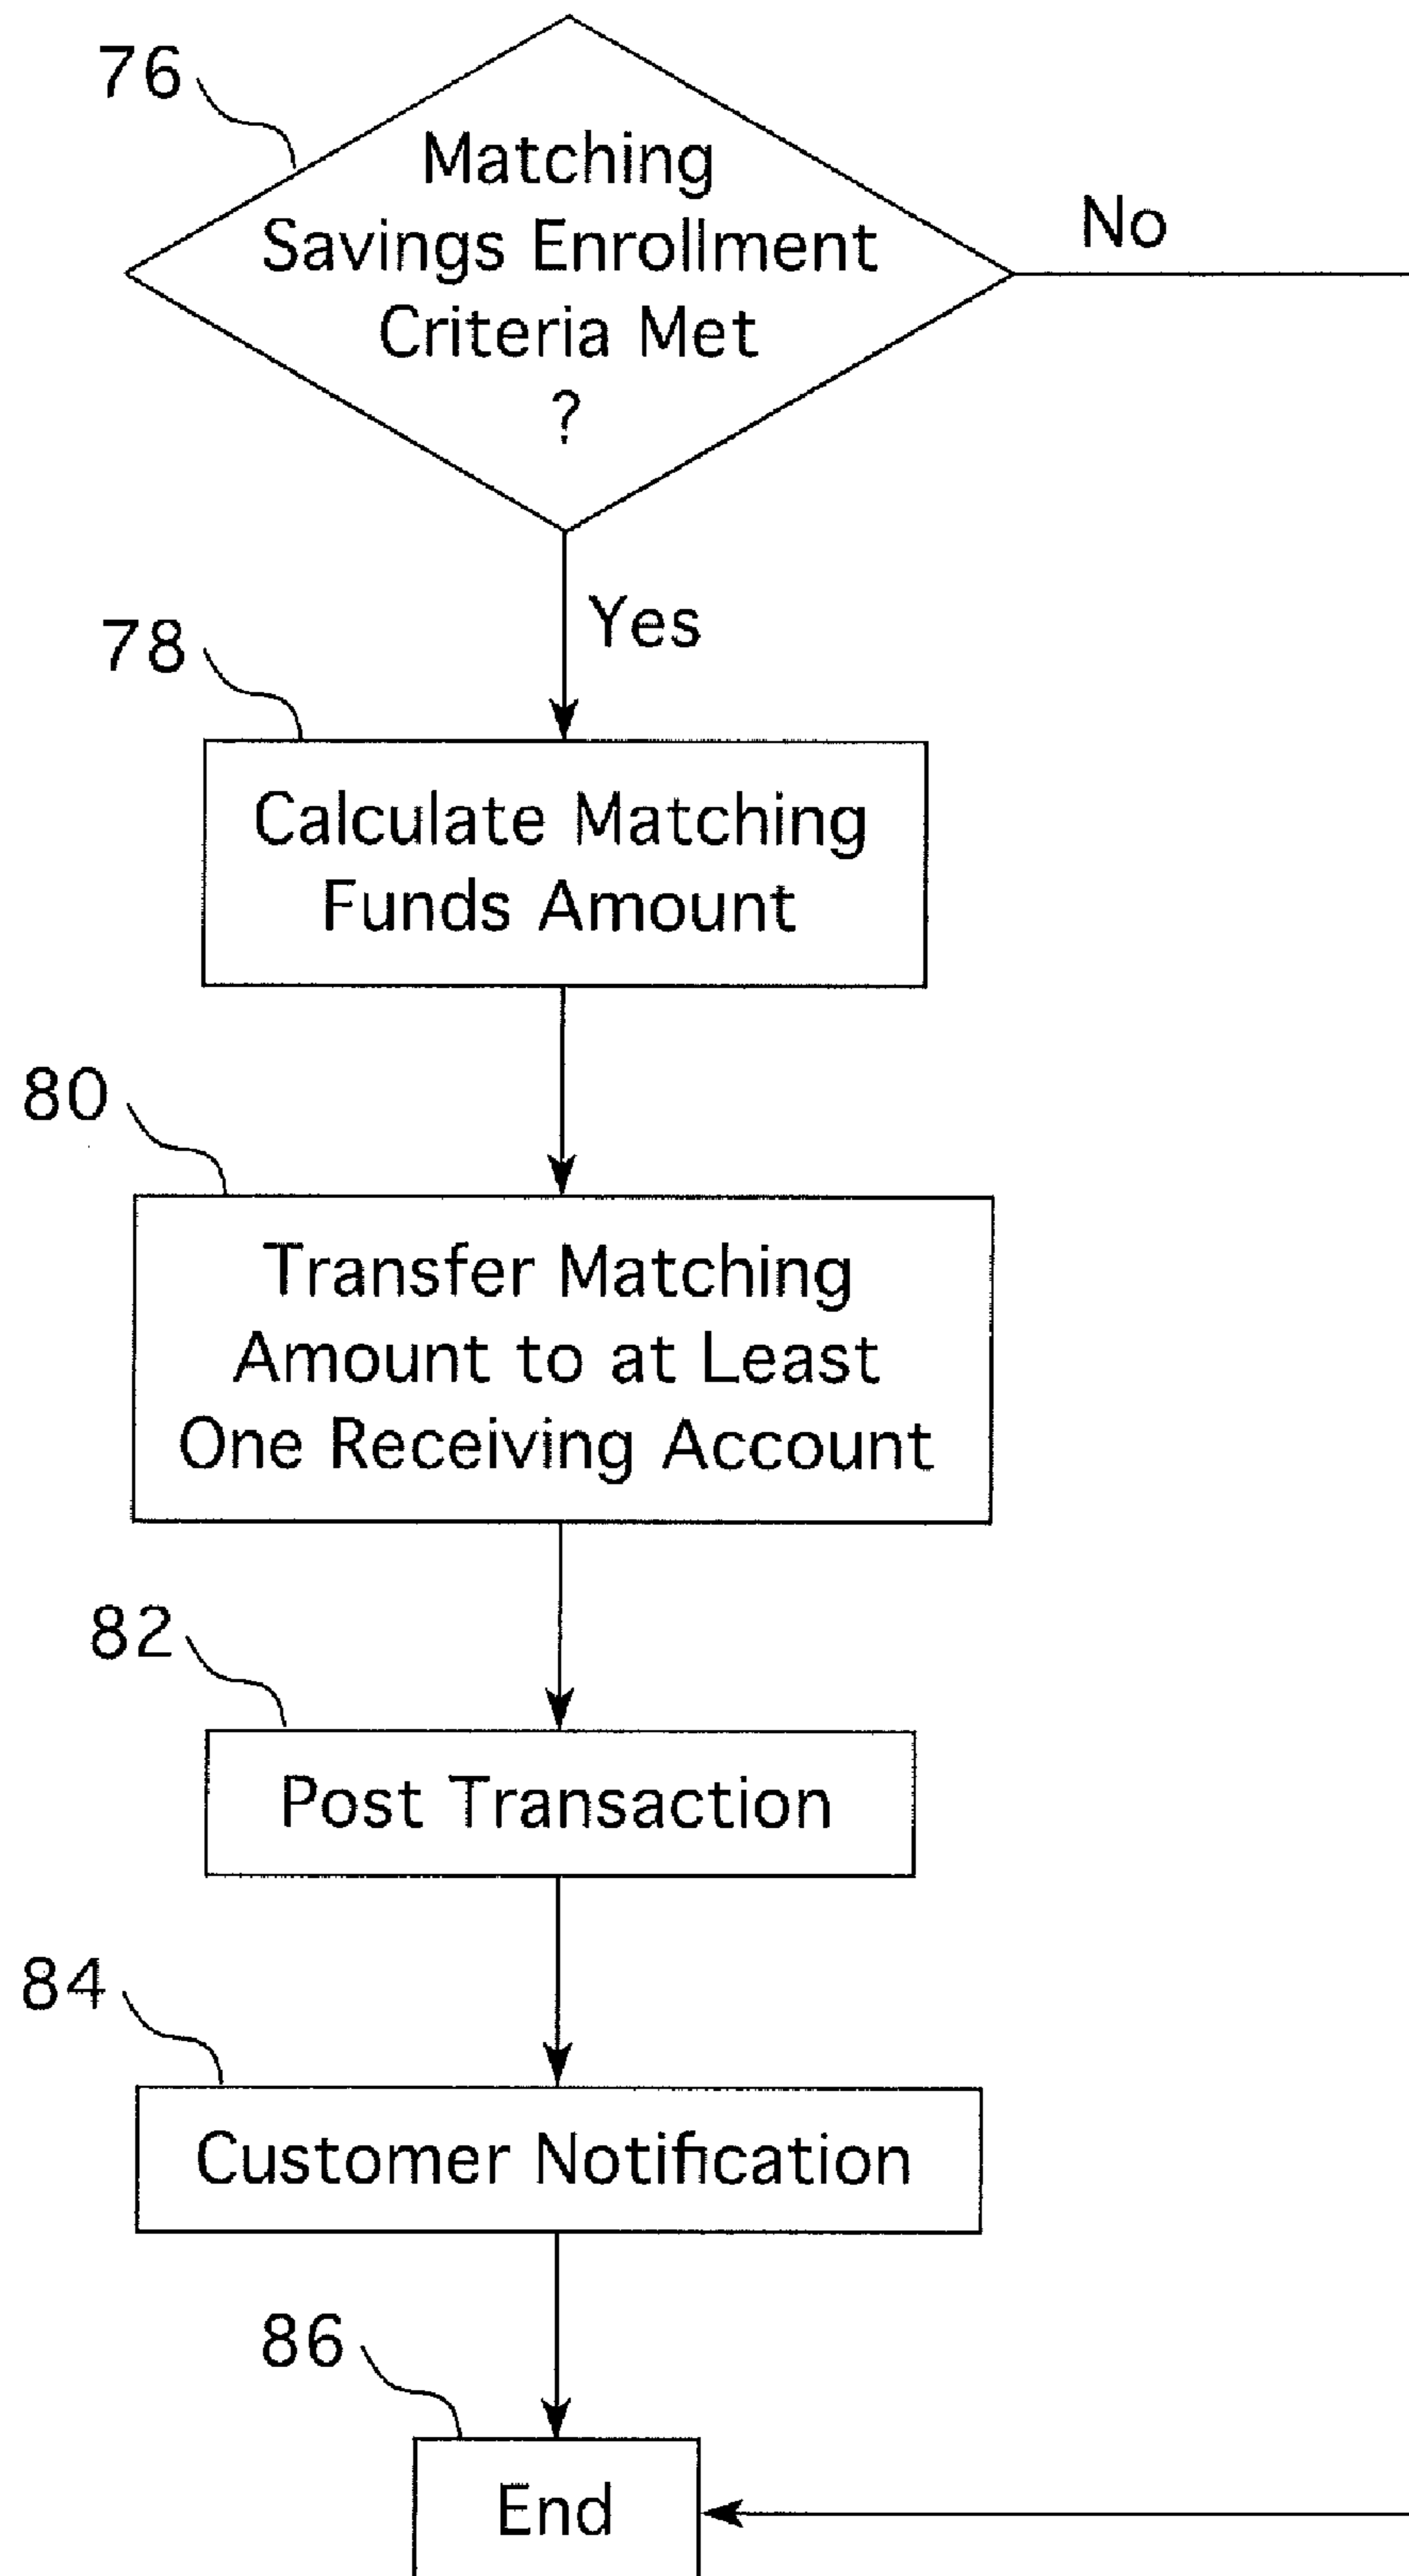 76
Matching
Savings Enrollment
Criteria Met
?
No
Yes
78
Calculate Matching
Funds Amount
80
Transfer Matching
Amount to at Least
One Receiving Account
82
Post Transaction
84
Customer Notification
86
End